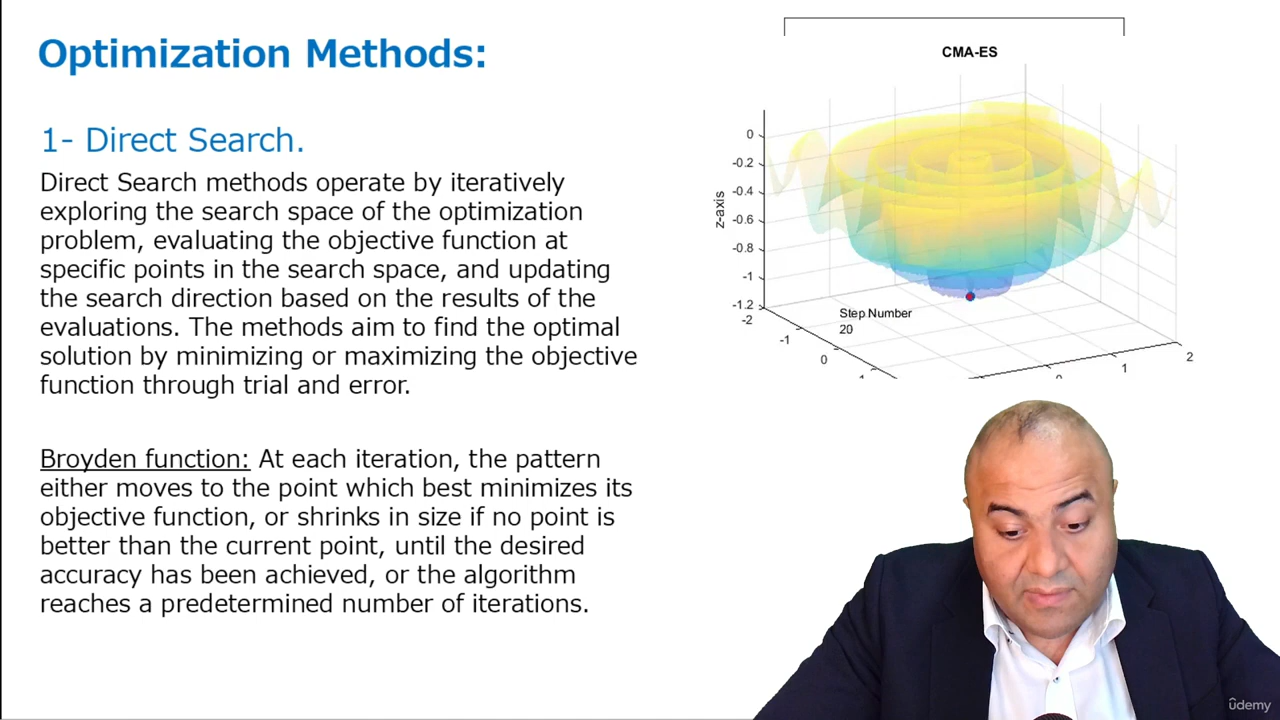 Optimization Methods:
1- Direct Search.
Direct Search methods operate by iteratively
exploring the search space of the optimization
problem, evaluating the objective function at
specific points in the search space, and updating
the search direction based on the results of the
evaluations. The methods aim to find the optimal
solution by minimizing or maximizing the objective
function through trial and error.
Broyden function: At each iteration, the pattern
either moves to the point which best minimizes its
objective function, or shrinks in size if no point is
better than the current point, until the desired
accuracy has been achieved, or the algorithm
reaches a predetermined number of iterations.
CMA-ES
0
-0.2
-0.4
-0.6
-0.8
-1
-1.2
z-axis
-2
-1
0
1
2
Step Number
20
udemy